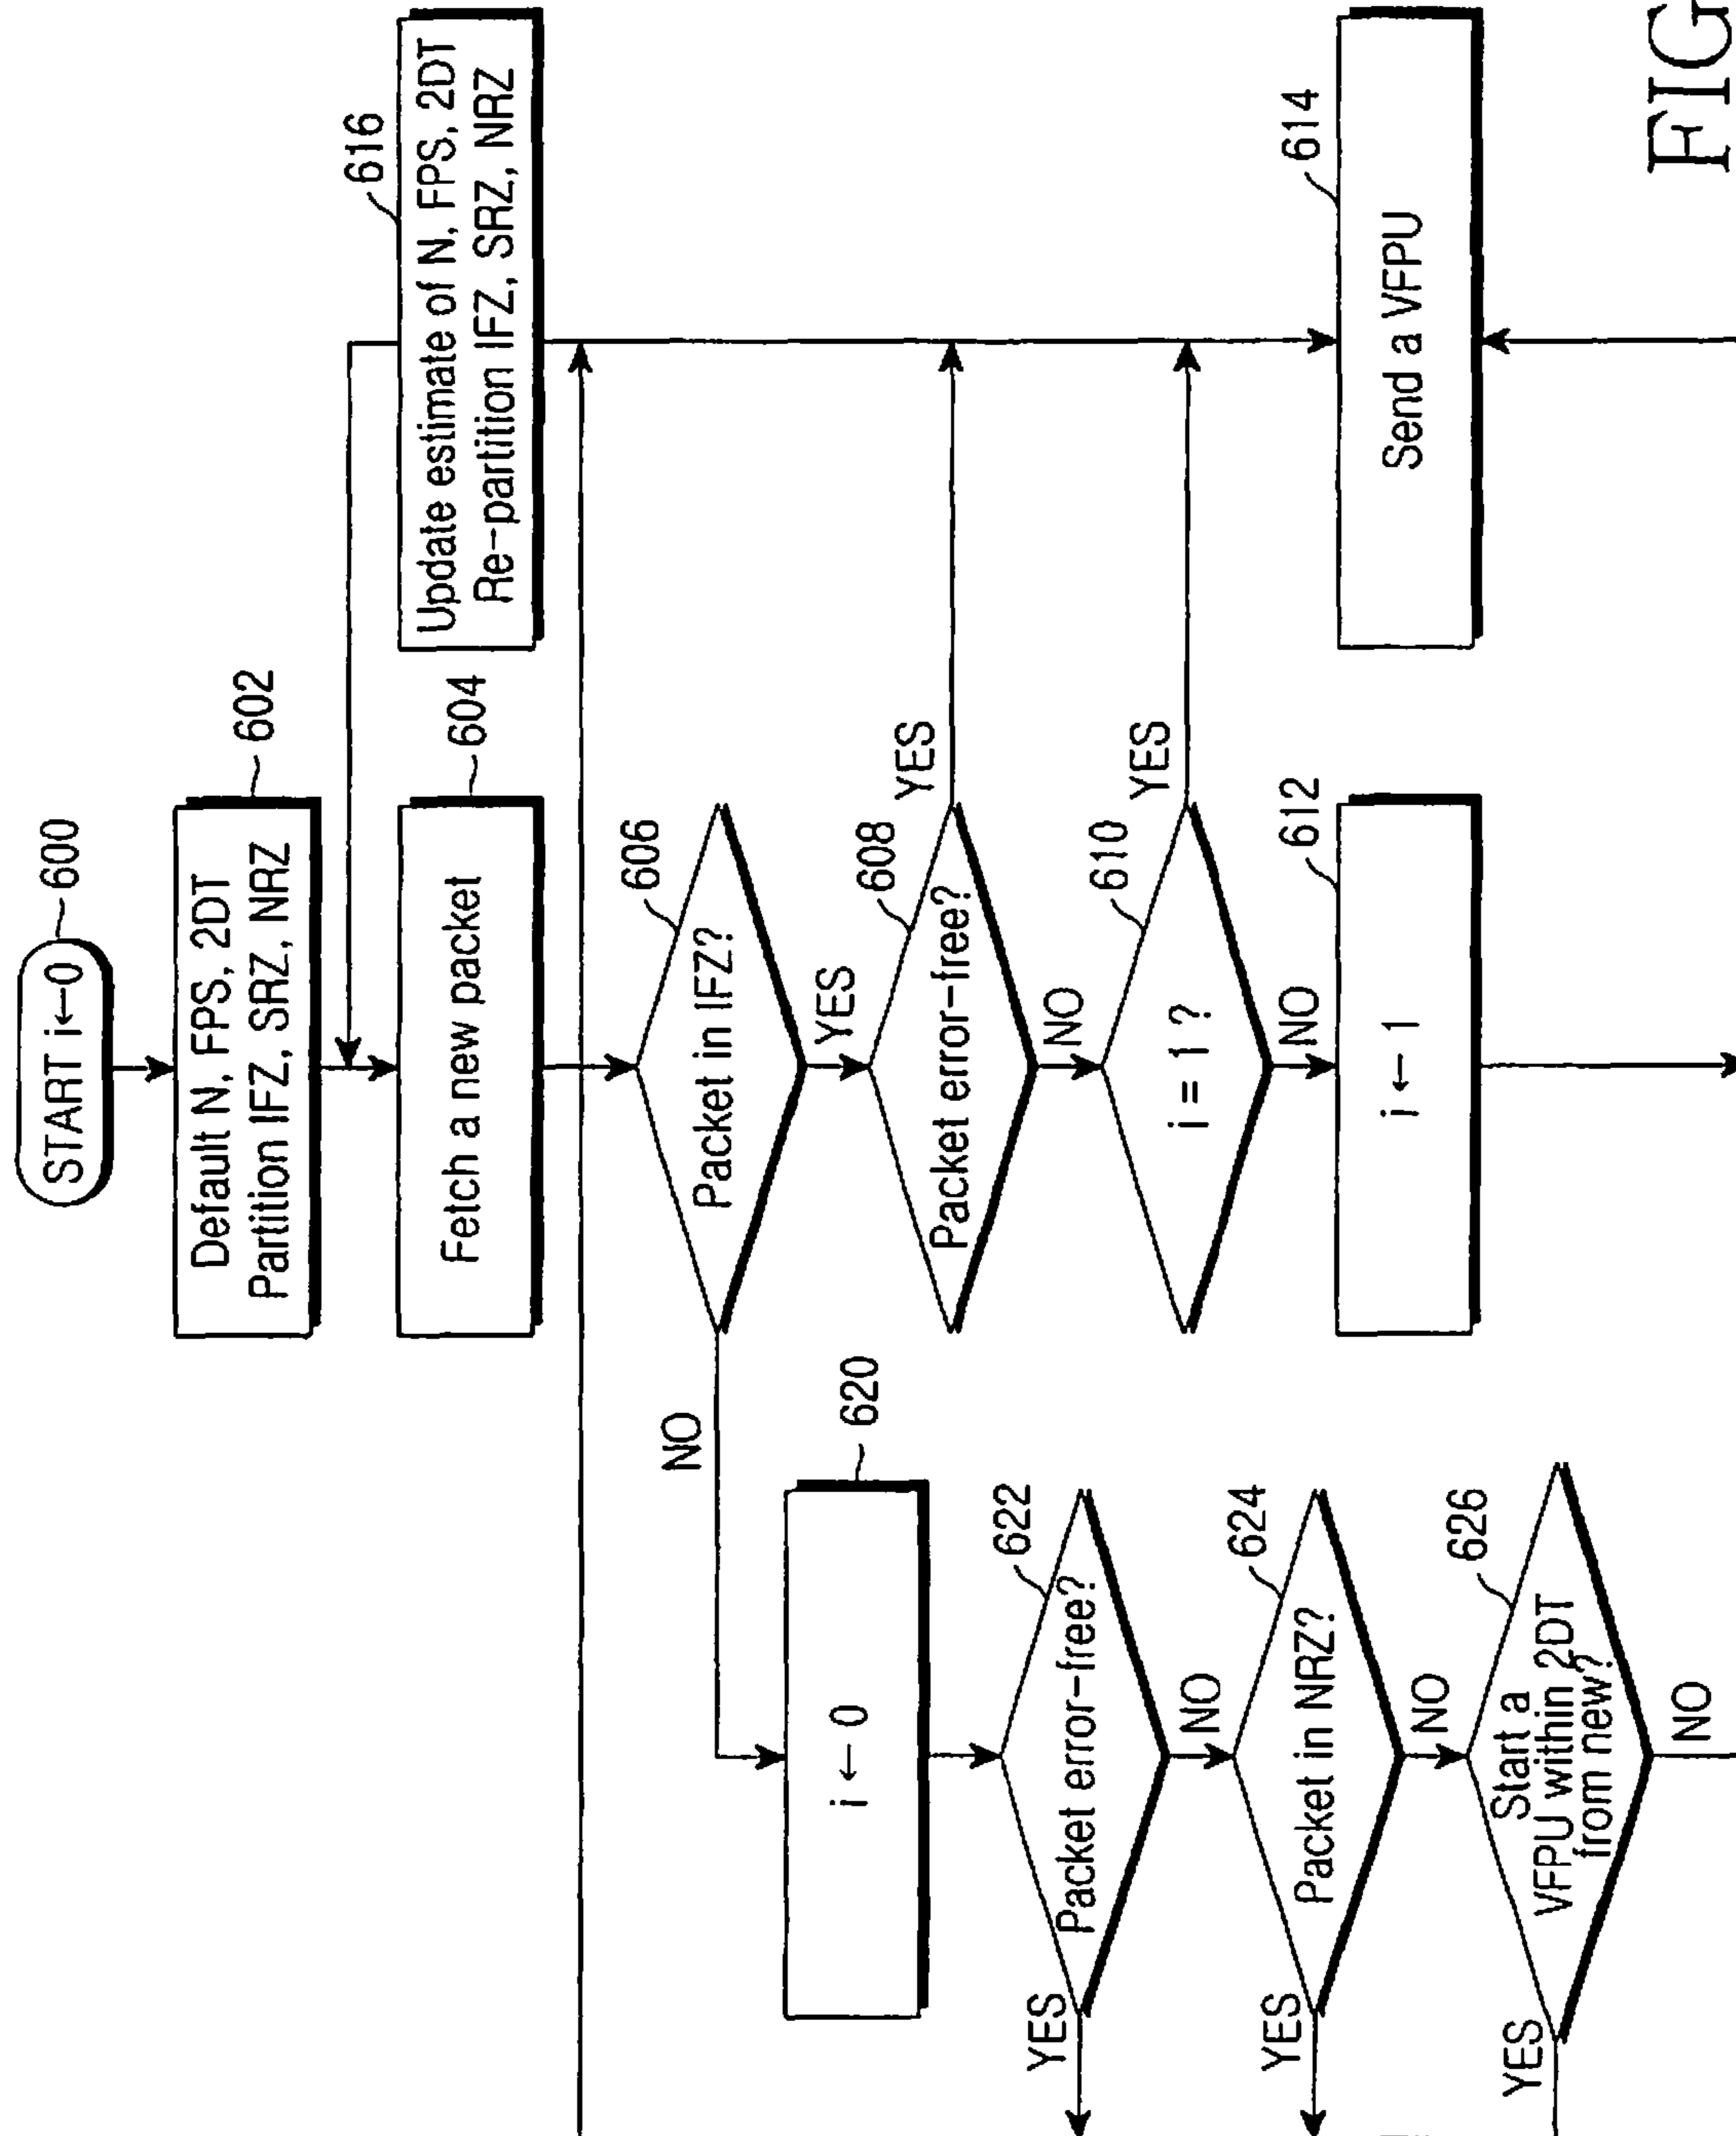 START i←0
600
Default N, FPS, 2DT
Partition IFZ, SRZ, NRZ
602
Fetch a new packet
604
Update estimate of N, FPS, 2DT
Re-partition IFZ, SRZ, NRZ
616
Packet in IFZ?
606
YES
NO
Packet error-free?
608
YES
NO
i = 1 ?
610
YES
NO
i ← 1
612
Send a VFPU
614
i ← 0
620
Packet error-free?
622
YES
NO
Packet in NRZ?
624
YES
NO
Start a
VFPU within 2DT
from new?
626
YES
NO
FIG